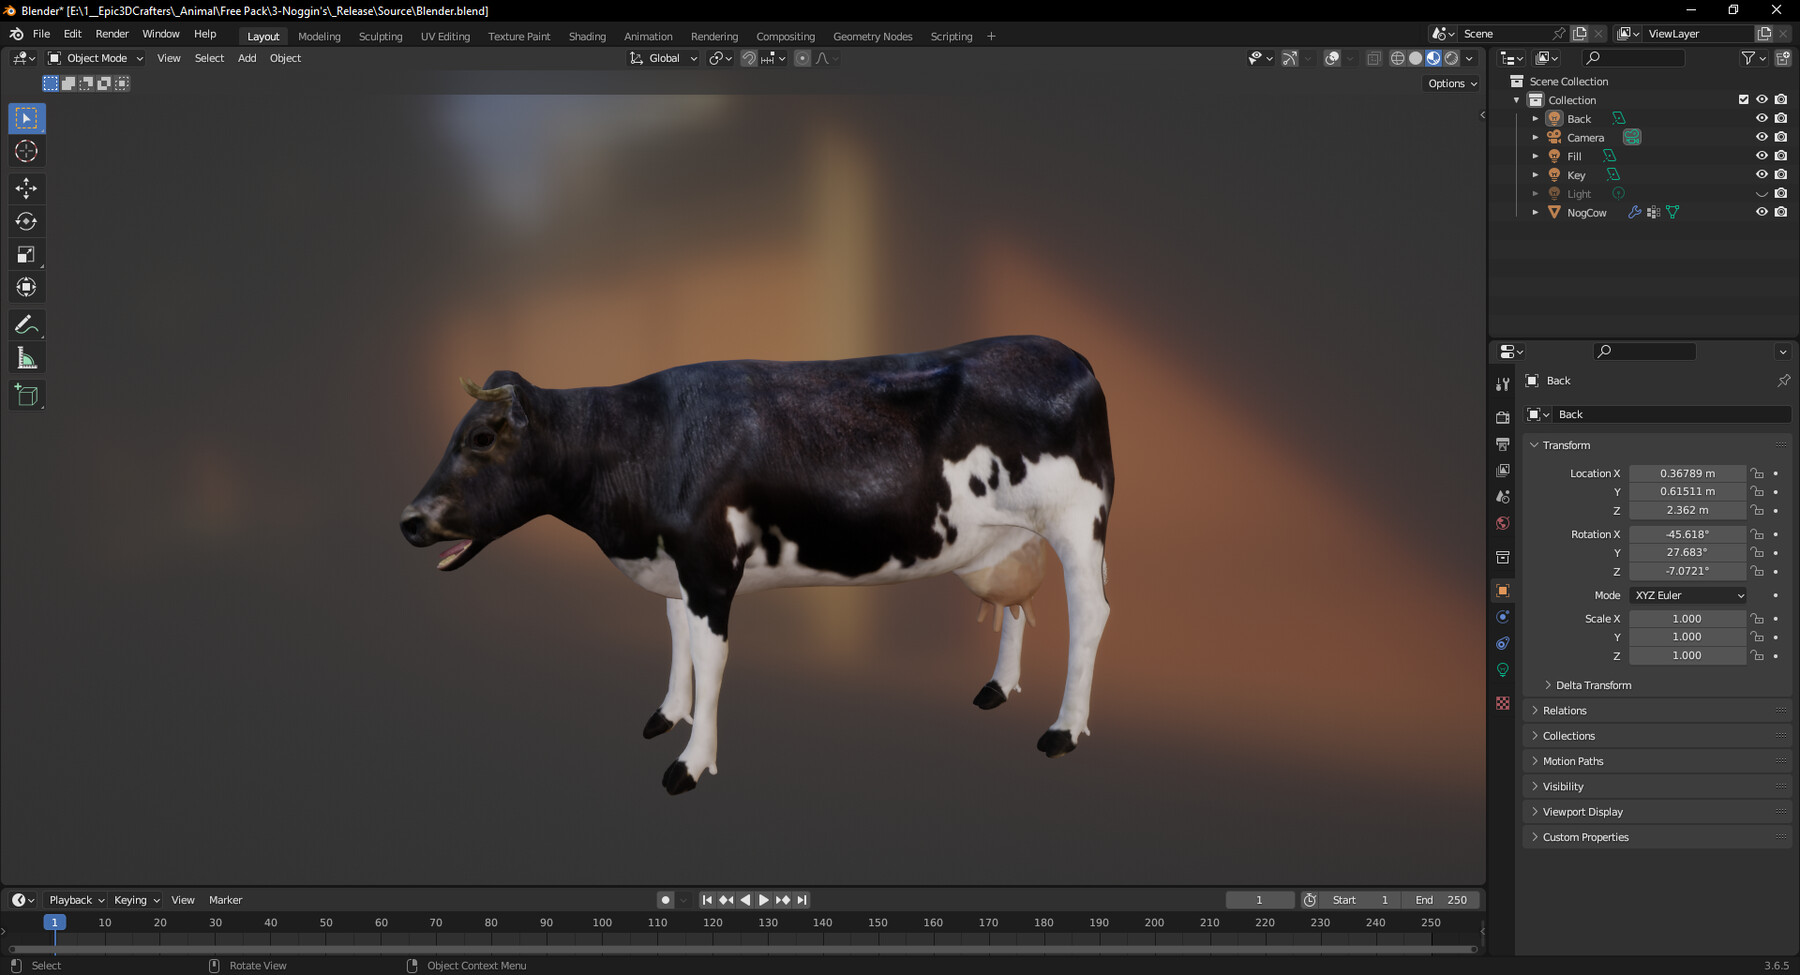 Blender* [E:\1__Epic3DCrafters\_Animal\Free Pack\3-Noggin's\_Release\Source\Blender.blend]
File Edit Render Window Help Layout Modeling Sculpting UV Editing Texture Paint Shading Animation Rendering Compositing Geometry Nodes Scripting + Scene ViewLayer
Object Mode View Select Add Object Global
Options
Scene Collection
Collection
Back
Camera
Fill
Key
Light
NogCow
Back
Back
Transform
Location X 0.36789 m
Y 0.61511 m
Z 2.362 m
Rotation X -45.618°
Y 27.683°
Z -7.0721°
Mode XYZ Euler
Scale X 1.000
Y 1.000
Z 1.000
Delta Transform
Relations
Collections
Motion Paths
Visibility
Viewport Display
Custom Properties
Playback Keying View Marker 1 Start 1 End 250
1 10 20 30 40 50 60 70 80 90 100 110 120 130 140 150 160 170 180 190 200 210 220 230 240 250
Select Rotate View Object Context Menu 3.6.5